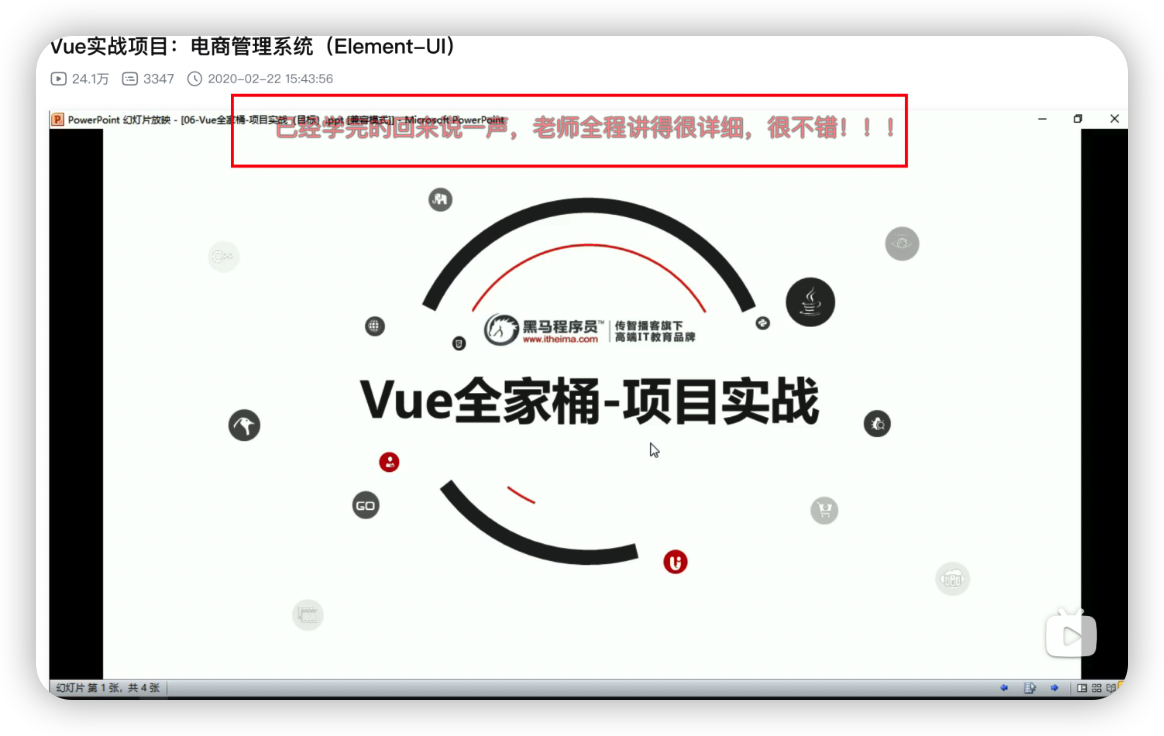 Vue实战项目：电商管理系统（Element-UI）
24.1万 3347 2020-02-22 15:43:56
PowerPoint 幻灯片放映 - [06-Vue全家桶-项目实战（目标）.ppt [兼容模式]] - Microsoft PowerPoint
已经学完的回来说一声，老师全程讲得很详细，很不错！！！
黑马程序员™ 传智播客旗下
www.itheima.com 高端IT教育品牌
Vue全家桶-项目实战
GO
幻灯片 第 1 张，共 4 张